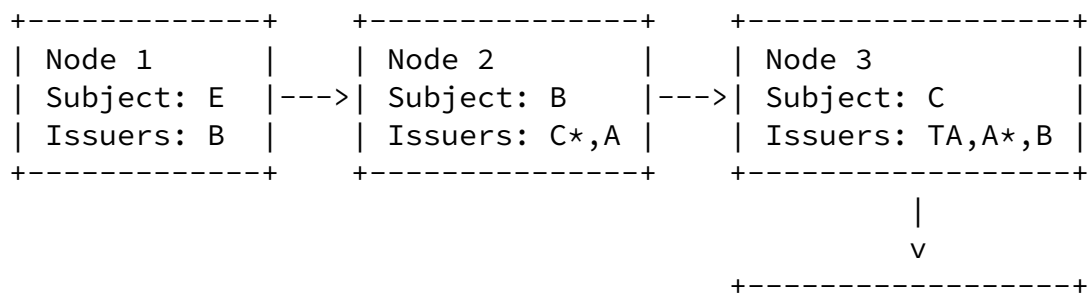 +-------------+    +---------------+    +------------------+
| Node 1      |    | Node 2        |    | Node 3           |
| Subject: E  |--->| Subject: B    |--->| Subject: C       |
| Issuers: B  |    | Issuers: C*,A |    | Issuers: TA,A*,B |
+-------------+    +---------------+    +------------------+
                                                 |
                                                 v
                                        +------------------+